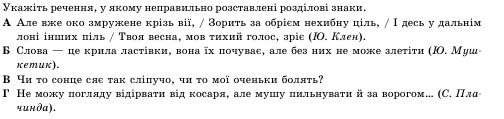 Укажіть речення, у якому неправильно розставлені розділові знаки.
А Але вже око змружене крізь вії, / Зорить за обрієм нехибну ціль, / І десь у дальнім
лоні інших піль / Твоя весна, мов тихий голос, зріє (Ю. Клен).
Б Слова — це крила ластівки, вона їх почуває, але без них не може злетіти (Ю. Муш-
кетик).
В Чи то сонце сяє так сліпучо, чи то мої оченьки болять?
Г Не можу погляду відірвати від косаря, але мушу пильнувати й за ворогом... (С. Пла-
чинда).